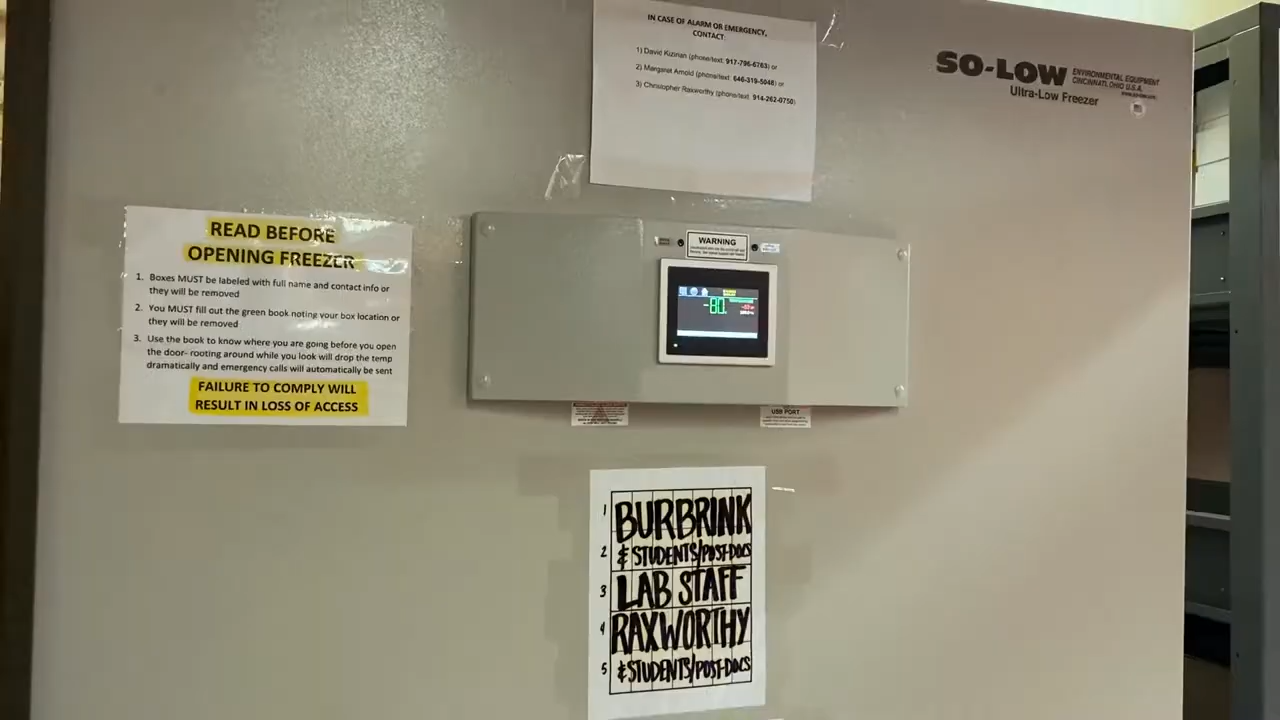 IN CASE OF ALARM OR EMERGENCY,
CONTACT
1) David Kizirian (phone/text: 917-796-6763) or
2) Margaret Arnold (phone/text: 646-319-5048) or
3) Christopher Raxworthy (phone/text: 914-262-0750)
SO-LOW
ENVIRONMENTAL EQUIPMENT
CINCINNATI, OHIO U.S.A.
Ultra-Low Freezer
READ BEFORE
OPENING FREEZER
1. Boxes MUST be labeled with full name and contact info or
they will be removed
2. You MUST fill out the green book noting your box location or
they will be removed
3. Use the book to know where you are going before you open
the door- rooting around while you look will drop the temp
dramatically and emergency calls will automatically be sent
FAILURE TO COMPLY WILL
RESULT IN LOSS OF ACCESS
WARNING
-80
USB PORT
1 BURBRINK
2 & STUDENTS/POST-DOCS
3 LAB STAFF
4 RAXWORTHY
5 & STUDENTS/POST-DOCS